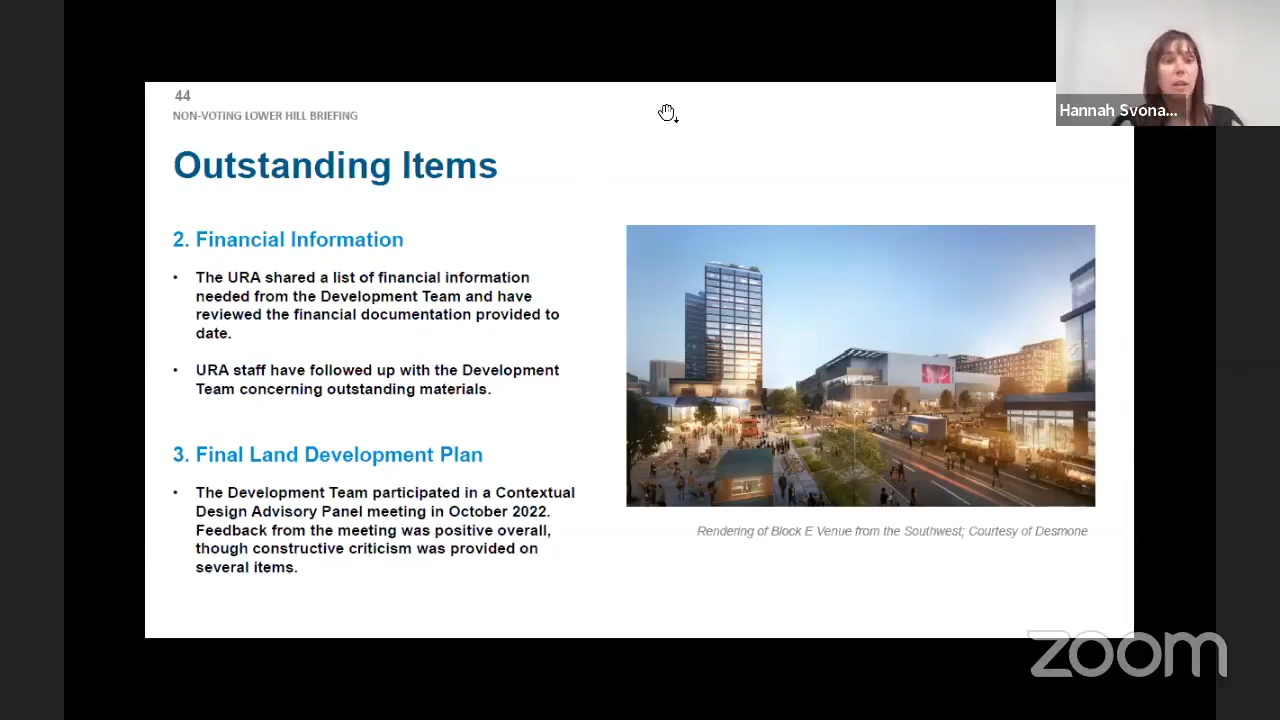 44
NON-VOTING LOWER HILL BRIEFING
Hannah Svona...
Outstanding Items
2. Financial Information
• The URA shared a list of financial information
needed from the Development Team and have
reviewed the financial documentation provided to
date.
• URA staff have followed up with the Development
Team concerning outstanding materials.
3. Final Land Development Plan
• The Development Team participated in a Contextual
Design Advisory Panel meeting in October 2022.
Feedback from the meeting was positive overall,
though constructive criticism was provided on
several items.
Rendering of Block E Venue from the Southwest; Courtesy of Desmone
zoom